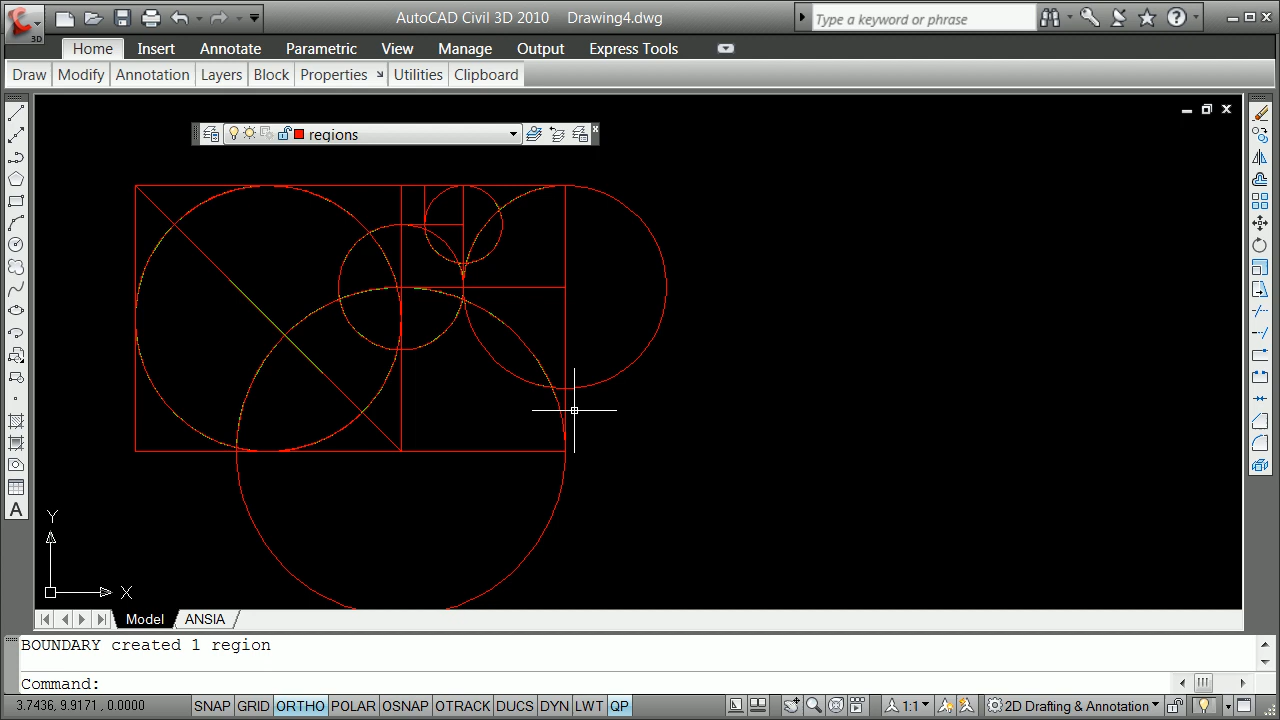 AutoCAD Civil 3D 2010 Drawing4.dwg
Type a keyword or phrase
3D
Home Insert Annotate Parametric View Manage Output Express Tools
Draw Modify Annotation Layers Block Properties Utilities Clipboard
regions
A
Y
X
Model ANSIA
BOUNDARY created 1 region
Command:
3.7436, 9.9171 , 0.0000 SNAP GRID ORTHO POLAR OSNAP OTRACK DUCS DYN LWT QP 1:1 2D Drafting & Annotation